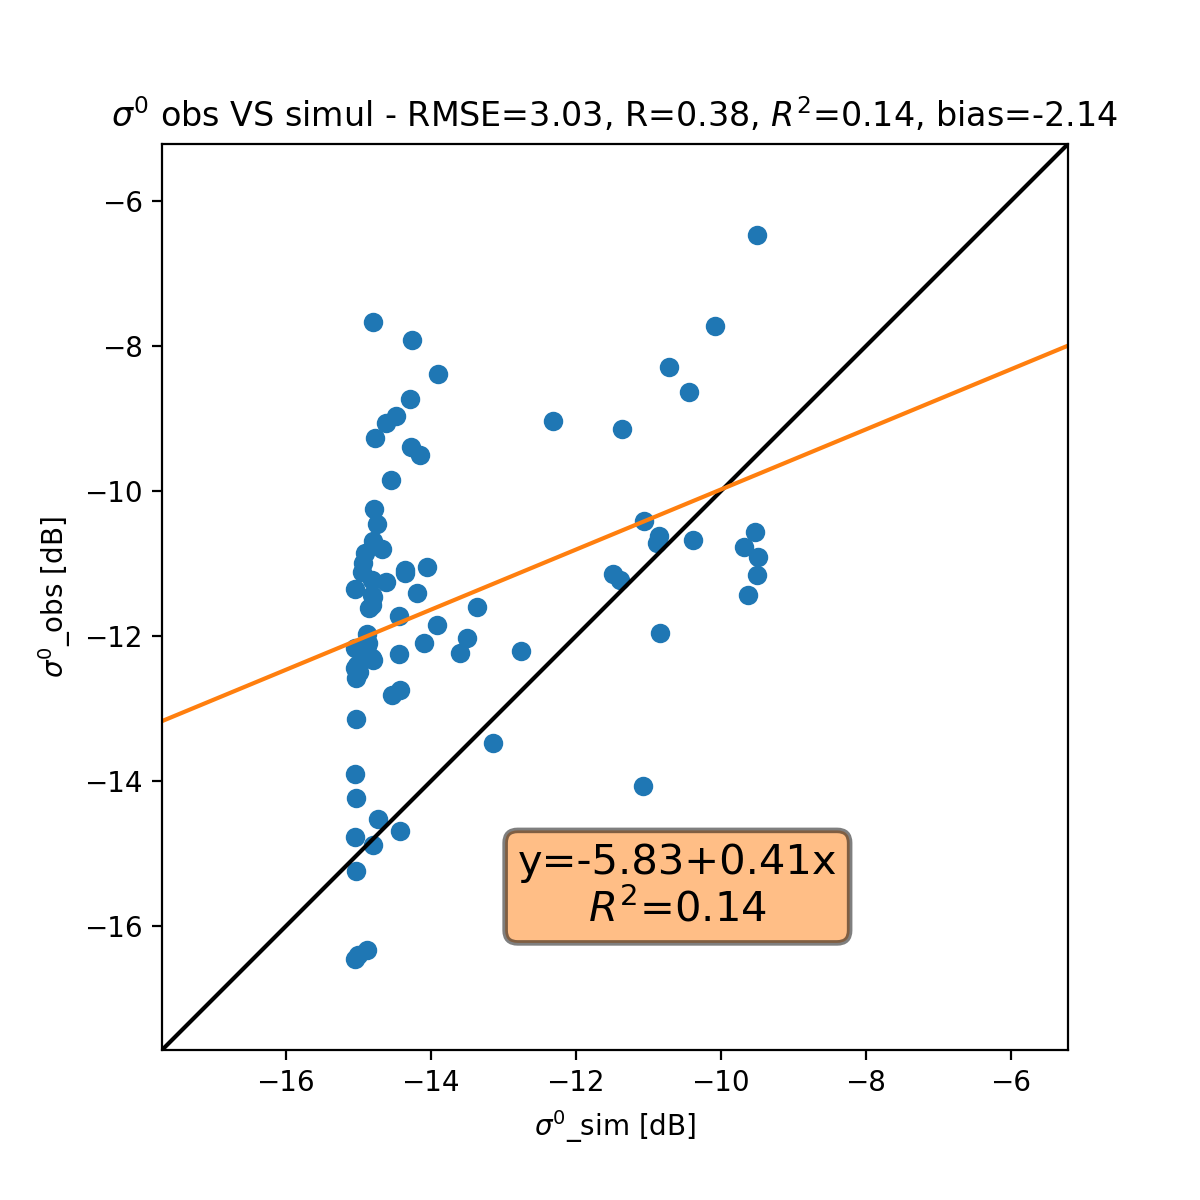 σ⁰ obs VS simul - RMSE=3.03, R=0.38, R²=0.14, bias=-2.14
−6
−8
−10
−12
−14
−16
σ⁰_obs [dB]
y=-5.83+0.41x
R²=0.14
−16 −14 −12 −10 −8 −6
σ⁰_sim [dB]